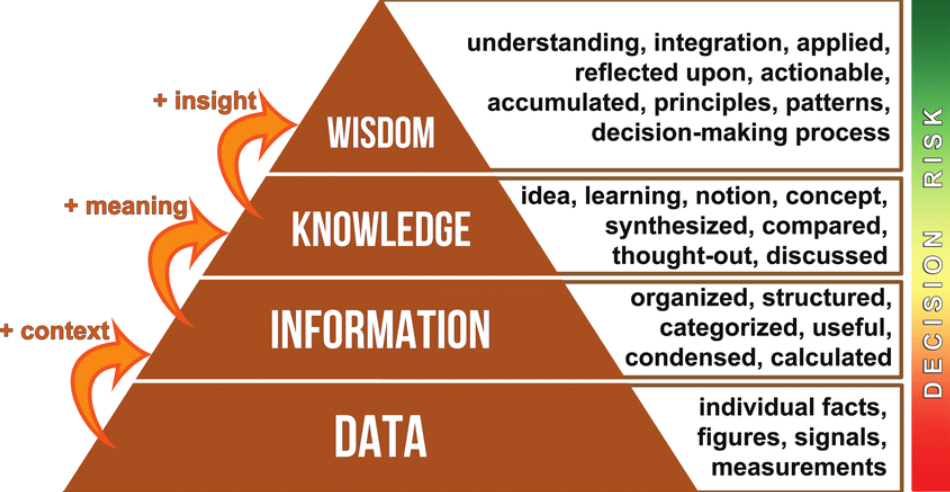 understanding, integration, applied,
reflected upon, actionable,
accumulated, principles, patterns,
decision-making process
+ insight
WISDOM
+ meaning
KNOWLEDGE
idea, learning, notion, concept,
synthesized, compared,
thought-out, discussed
+ context
INFORMATION
organized, structured,
categorized, useful,
condensed, calculated
DATA
individual facts,
figures, signals,
measurements
DECISION RISK